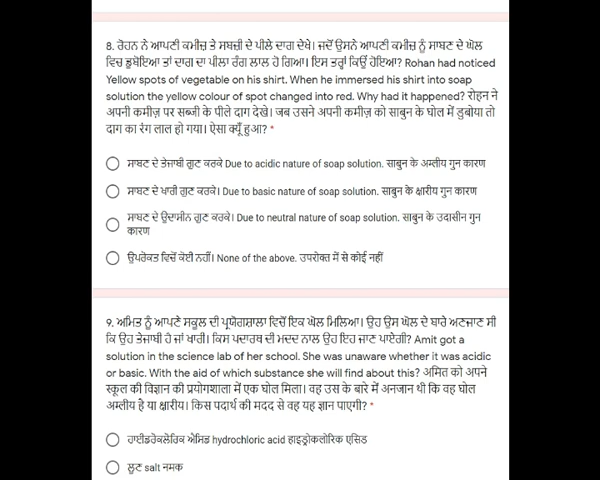 8. ਰੋਹਨ ਨੇ ਆਪਣੀ ਕਮੀਜ਼ ਤੇ ਸਬਜ਼ੀ ਦੇ ਪੀਲੇ ਦਾਗ ਦੇਖੇ। ਜਦੋਂ ਉਸਨੇ ਆਪਣੀ ਕਮੀਜ਼ ਨੂੰ ਸਾਬਣ ਦੇ ਘੋਲ
ਵਿਚ ਡੁਬੋਇਆ ਤਾਂ ਦਾਗ ਦਾ ਪੀਲਾ ਰੰਗ ਲਾਲ ਹੋ ਗਿਆ। ਇਸ ਤਰ੍ਹਾਂ ਕਿਉਂ ਹੋਇਆ? Rohan had noticed
Yellow spots of vegetable on his shirt. When he immersed his shirt into soap
solution the yellow colour of spot changed into red. Why had it happened? रोहन ने
अपनी कमीज़ पर सब्जी के पीले दाग देखे। जब उसने अपनी कमीज़ को साबुन के घोल में डुबोया तो
दाग का रंग लाल हो गया। ऐसा क्यूँ हुआ? *
ਸਾਬਣ ਦੇ ਤੇਜਾਬੀ ਗੁਣ ਕਰਕੇ Due to acidic nature of soap solution. साबुन के अम्लीय गुन कारण
ਸਾਬਣ ਦੇ ਖਾਰੀ ਗੁਣ ਕਰਕੇ। Due to basic nature of soap solution. साबुन के क्षारीय गुन कारण
ਸਾਬਣ ਦੇ ਉਦਾਸੀਨ ਗੁਣ ਕਰਕੇ। Due to neutral nature of soap solution. साबुन के उदासीन गुन
कारण
ਉਪਰੋਕਤ ਵਿਚੋਂ ਕੋਈ ਨਹੀਂ। None of the above. उपरोक्त में से कोई नहीं
9. ਅਮਿਤ ਨੂੰ ਆਪਣੇ ਸਕੂਲ ਦੀ ਪ੍ਰਯੋਗਸ਼ਾਲਾ ਵਿਚੋਂ ਇਕ ਘੋਲ ਮਿਲਿਆ। ਉਹ ਉਸ ਘੋਲ ਦੇ ਬਾਰੇ ਅਣਜਾਣ ਸੀ
ਕਿ ਉਹ ਤੇਜਾਬੀ ਹੈ ਜਾਂ ਖਾਰੀ। ਕਿਸ ਪਦਾਰਥ ਦੀ ਮਦਦ ਨਾਲ ਉਹ ਇਹ ਜਾਣ ਪਾਏਗੀ? Amit got a
solution in the science lab of her school. She was unaware whether it was acidic
or basic. With the aid of which substance she will find about this? अमित को अपने
स्कूल की विज्ञान की प्रयोगशाला में एक घोल मिला। वह उस के बारे में अनजान थी कि वह घोल
अम्लीय है या क्षारीय। किस पदार्थ की मदद से वह यह ज्ञान पाएगी? *
ਹਾਈਡਰੋਕਲੋਰਿਕ ਐਸਿਡ hydrochloric acid हाइड्रोकलोरिक एसिड
ਲੂਣ salt नमक